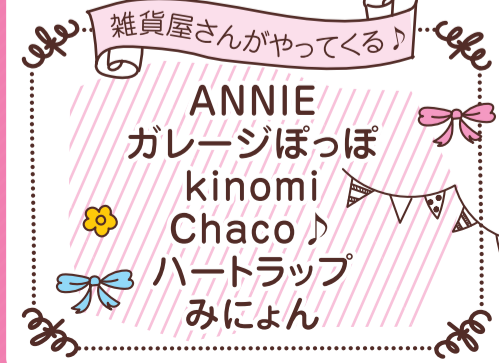 雑貨屋さんがやってくる♪
ANNIE
ガレージぽっぽ
kinomi
Chaco♪
ハートラップ
みにょん